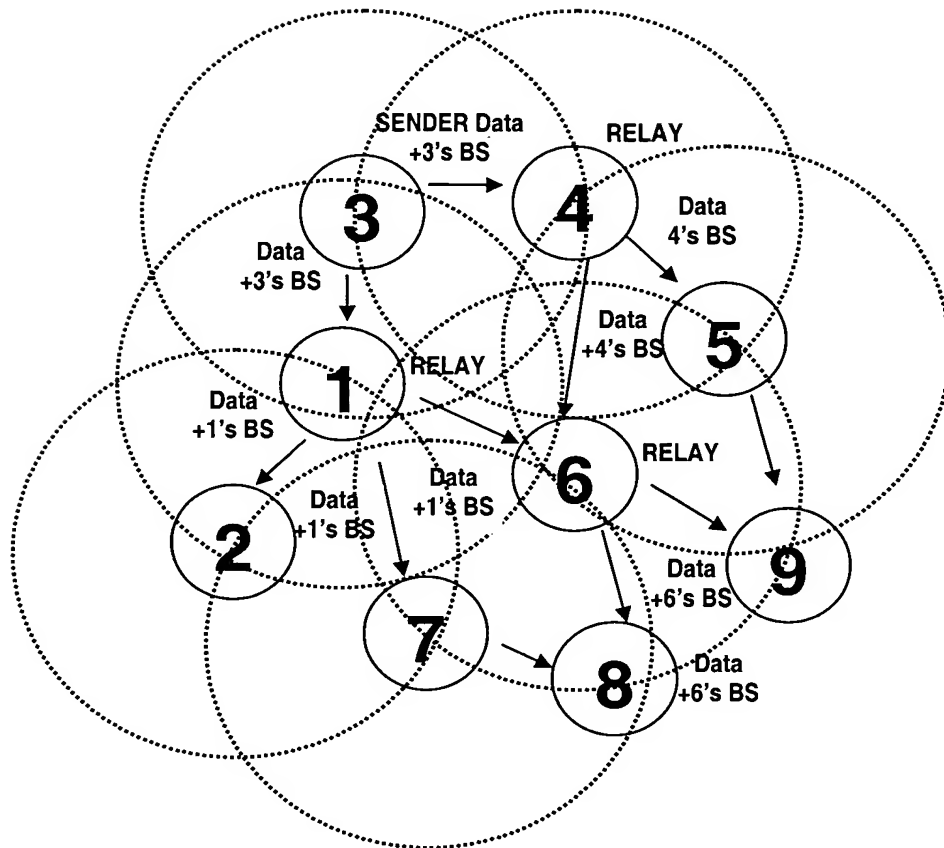 SENDER Data
+3's BS
RELAY
3
4
Data
4's BS
Data
+3's BS
Data
+4's BS
5
1
RELAY
Data
+1's BS
6
RELAY
Data
+1's BS
Data
+1's BS
2
9
Data
+6's BS
7
8
Data
+6's BS